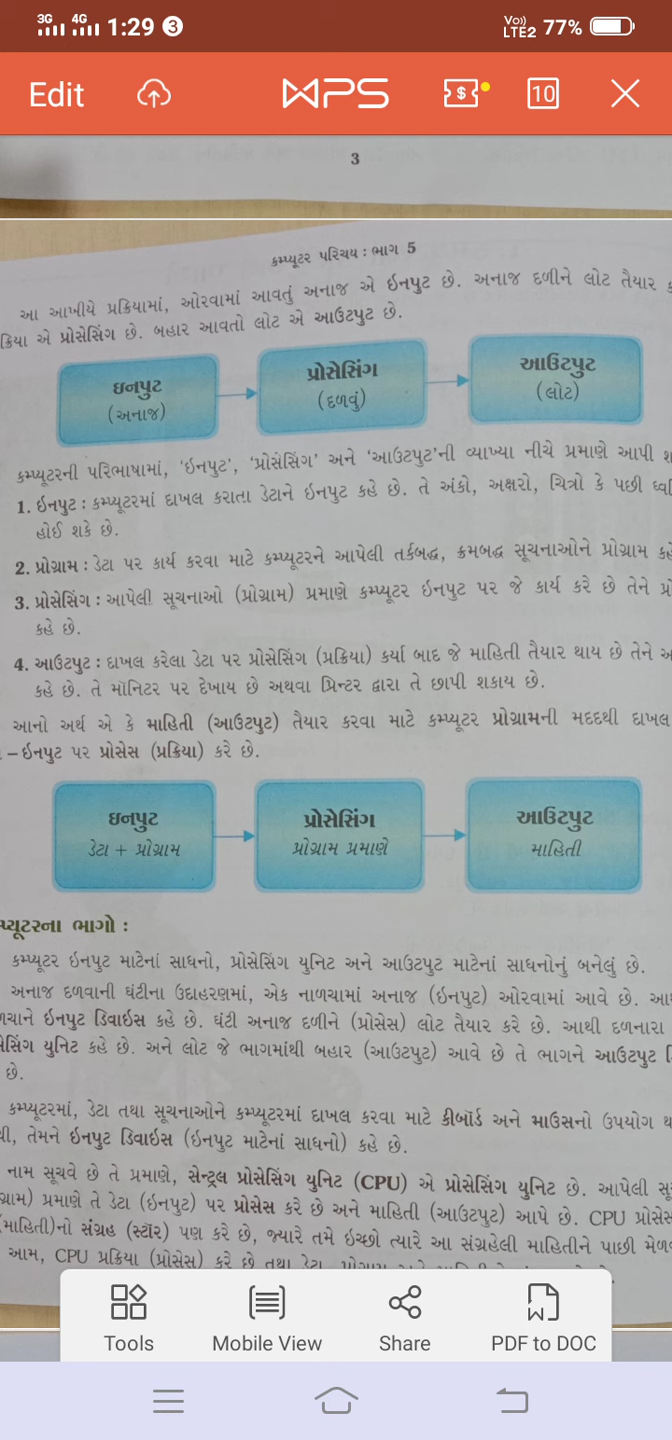 3G 4G 1:29 3 Vo)) LTE2 77%
Edit WPS $ 10
3
કમ્પ્યૂટર પરિચય : ભાગ 5
આ આખીયે પ્રક્રિયામાં, ઓરવામાં આવતું અનાજ એ ઇનપુટ છે. અનાજ દળીને લોટ તૈયાર
ક્રિયા એ પ્રોસેસિંગ છે. બહાર આવતો લોટ એ આઉટપુટ છે.
ઇનપુટ પ્રોસેસિંગ આઉટપુટ
(અનાજ) (દળવું) (લોટ)
કમ્પ્યૂટરની પરિભાષામાં, ‘ઇનપુટ’, ‘પ્રોસેસિંગ’ અને ‘આઉટપુટ’ની વ્યાખ્યા નીચે પ્રમાણે આપી
1. ઇનપુટ : કમ્પ્યૂટરમાં દાખલ કરાતા ડેટાને ઇનપુટ કહે છે. તે અંકો, અક્ષરો, ચિત્રો કે પછી
હોઈ શકે છે.
2. પ્રોગ્રામ : ડેટા પર કાર્ય કરવા માટે કમ્પ્યૂટરને આપેલી તર્કબદ્ધ, ક્રમબદ્ધ સૂચનાઓને પ્રોગ્રામ
3. પ્રોસેસિંગ : આપેલી સૂચનાઓ (પ્રોગ્રામ) પ્રમાણે કમ્પ્યૂટર ઇનપુટ પર જે કાર્ય કરે છે તેને
કહે છે.
4. આઉટપુટ : દાખલ કરેલા ડેટા પર પ્રોસેસિંગ (પ્રક્રિયા) કર્યા બાદ જે માહિતી તૈયાર થાય છે તેને
કહે છે. તે મૉનિટર પર દેખાય છે અથવા પ્રિન્ટર દ્વારા તે છાપી શકાય છે.
આનો અર્થ એ કે માહિતી (આઉટપુટ) તૈયાર કરવા માટે કમ્પ્યૂટર પ્રોગ્રામની મદદથી દાખલ
– ઇનપુટ પર પ્રોસેસ (પ્રક્રિયા) કરે છે.
ઇનપુટ પ્રોસેસિંગ આઉટપુટ
ડેટા + પ્રોગ્રામ પ્રોગ્રામ પ્રમાણે માહિતી
પ્યૂટરના ભાગો :
કમ્પ્યૂટર ઇનપુટ માટેનાં સાધનો, પ્રોસેસિંગ યુનિટ અને આઉટપુટ માટેનાં સાધનોનું બનેલું છે.
અનાજ દળવાની ઘંટીના ઉદાહરણમાં, એક નાળચામાં અનાજ (ઇનપુટ) ઓરવામાં આવે છે.
ળચાને ઇનપુટ ડિવાઇસ કહે છે. ઘંટી અનાજ દળીને (પ્રોસેસ) લોટ તૈયાર કરે છે. આથી દળનારા
સેસિંગ યુનિટ કહે છે. અને લોટ જે ભાગમાંથી બહાર (આઉટપુટ) આવે છે તે ભાગને આઉટપુટ
છે.
કમ્પ્યૂટરમાં, ડેટા તથા સૂચનાઓને કમ્પ્યૂટરમાં દાખલ કરવા માટે કીબૉર્ડ અને માઉસનો ઉપયોગ
થી, તેમને ઇનપુટ ડિવાઇસ (ઇનપુટ માટેનાં સાધનો) કહે છે.
નામ સૂચવે છે તે પ્રમાણે, સેન્ટ્રલ પ્રોસેસિંગ યુનિટ (CPU) એ પ્રોસેસિંગ યુનિટ છે. આપેલી
ગ્રામ) પ્રમાણે તે ડેટા (ઇનપુટ) પર પ્રોસેસ કરે છે અને માહિતી (આઉટપુટ) આપે છે. CPU
(માહિતી)નો સંગ્રહ (સ્ટૉર) પણ કરે છે, જ્યારે તમે ઇચ્છો ત્યારે આ સંગ્રહેલી માહિતીને પાછી
આમ, CPU પ્રક્રિયા (પ્રોસેસ) કરે છે તથા ડેટા,
Tools Mobile View Share PDF to DOC